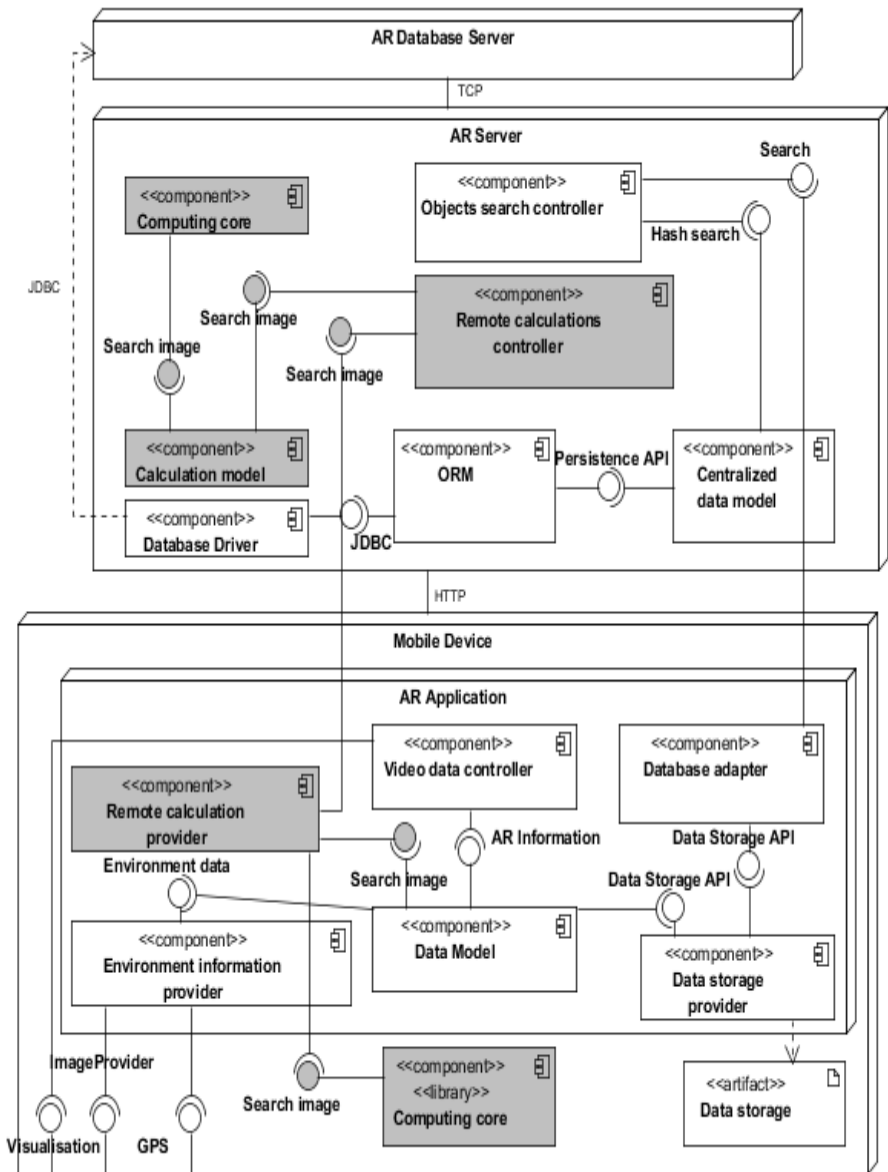 AR Database Server
TCP
AR Server
Search
<<component>>
Objects search controller
<<component>>
Computing core
Hash search
JDBC
<<component>>
Remote calculations
controller
Search image
Search image
Search image
<<component>>
Calculation model
<<component>>
ORM
Persistence API
<<component>>
Centralized
data model
<<component>>
Database Driver
JDBC
HTTP
Mobile Device
AR Application
<<component>>
Video data controller
<<component>>
Database adapter
<<component>>
Remote calculation
provider
AR Information
Data Storage API
Environment data
Search image
Data Storage API
<<component>>
Environment information
provider
<<component>>
Data Model
<<component>>
Data storage
provider
ImageProvider
Search image
<<component>>
<<library>>
Computing core
<<artifact>>
Data storage
Visualisation
GPS